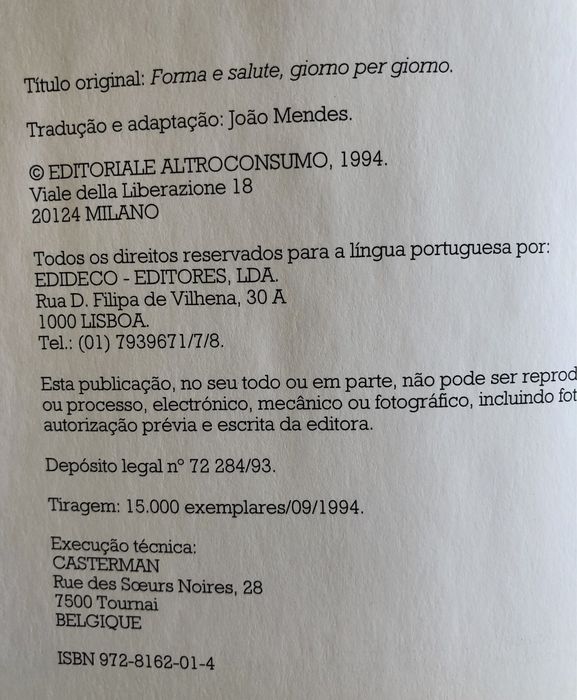 Título original: Forma e salute, giorno per giorno.
Tradução e adaptação: João Mendes.
© EDITORIALE ALTROCONSUMO, 1994.
Viale della Liberazione 18
20124 MILANO
Todos os direitos reservados para a língua portuguesa por:
EDIDECO - EDITORES, LDA.
Rua D. Filipa de Vilhena, 30 A
1000 LISBOA.
Tel.: (01) 7939671/7/8.
Esta publicação, no seu todo ou em parte, não pode ser reprod
ou processo, electrónico, mecânico ou fotográfico, incluindo fot
autorização prévia e escrita da editora.
Depósito legal nº 72 284/93.
Tiragem: 15.000 exemplares/09/1994.
Execução técnica:
CASTERMAN
Rue des Sœurs Noires, 28
7500 Tournai
BELGIQUE
ISBN 972-8162-01-4